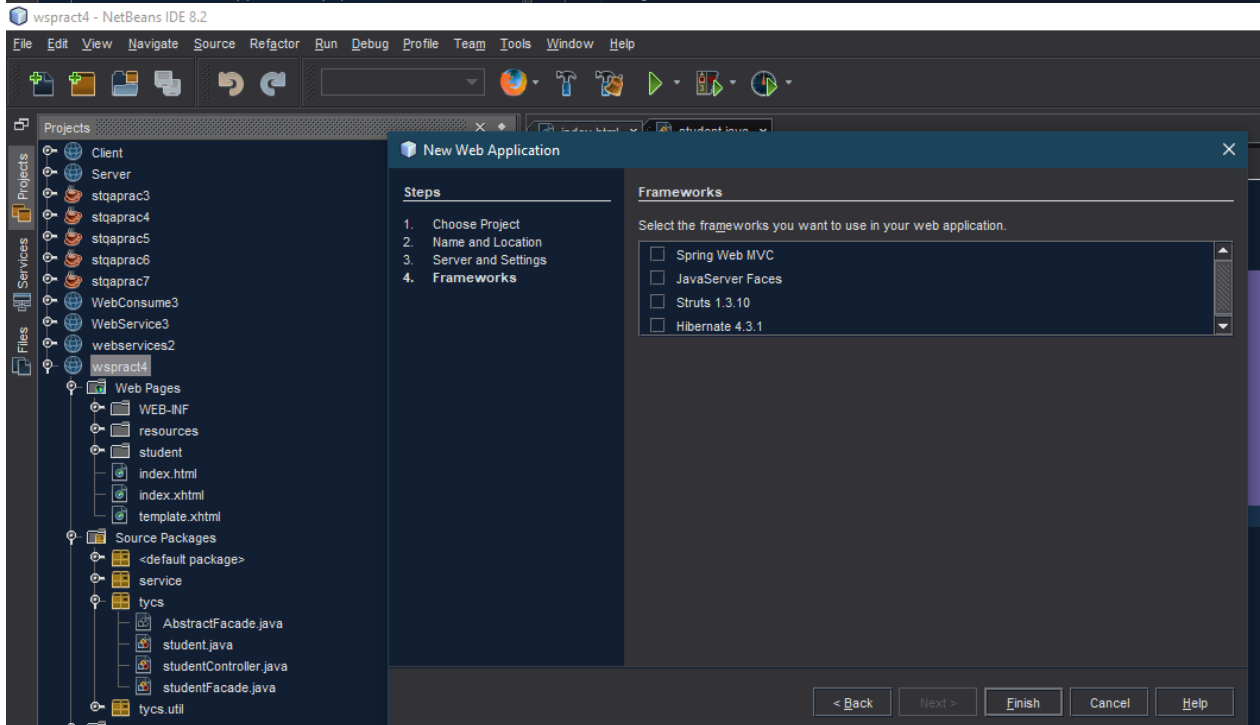 wspract4 - NetBeans IDE 8.2
File Edit View Navigate Source Refactor Run Debug Profile Team Tools Window Help
Projects
index.html student.java
Projects
Services
Files
Client
Server
stqaprac3
stqaprac4
stqaprac5
stqaprac6
stqaprac7
WebConsume3
WebService3
webservices2
wspract4
Web Pages
WEB-INF
resources
student
index.html
index.xhtml
template.xhtml
Source Packages
<default package>
service
tycs
AbstractFacade.java
student.java
studentController.java
studentFacade.java
tycs.util
New Web Application
Steps
1. Choose Project
2. Name and Location
3. Server and Settings
4. Frameworks
Frameworks
Select the frameworks you want to use in your web application.
Spring Web MVC
JavaServer Faces
Struts 1.3.10
Hibernate 4.3.1
< Back Next > Finish Cancel Help